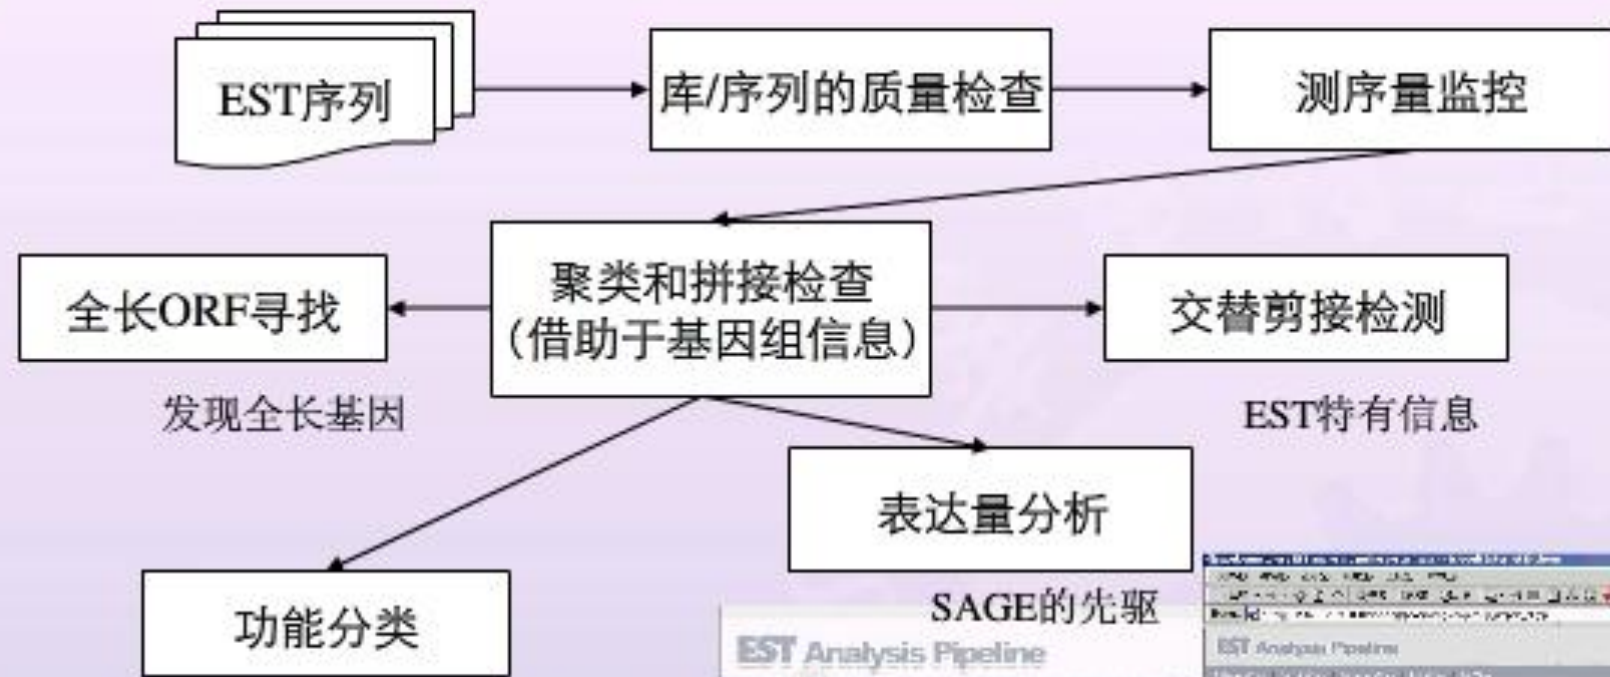 EST序列
库/序列的质量检查
测序量监控
聚类和拼接检查
（借助于基因组信息）
全长ORF寻找
交替剪接检测
发现全长基因
EST特有信息
表达量分析
SAGE的先驱
功能分类
EST Analysis Pipeline
EST Analysis Pipeline